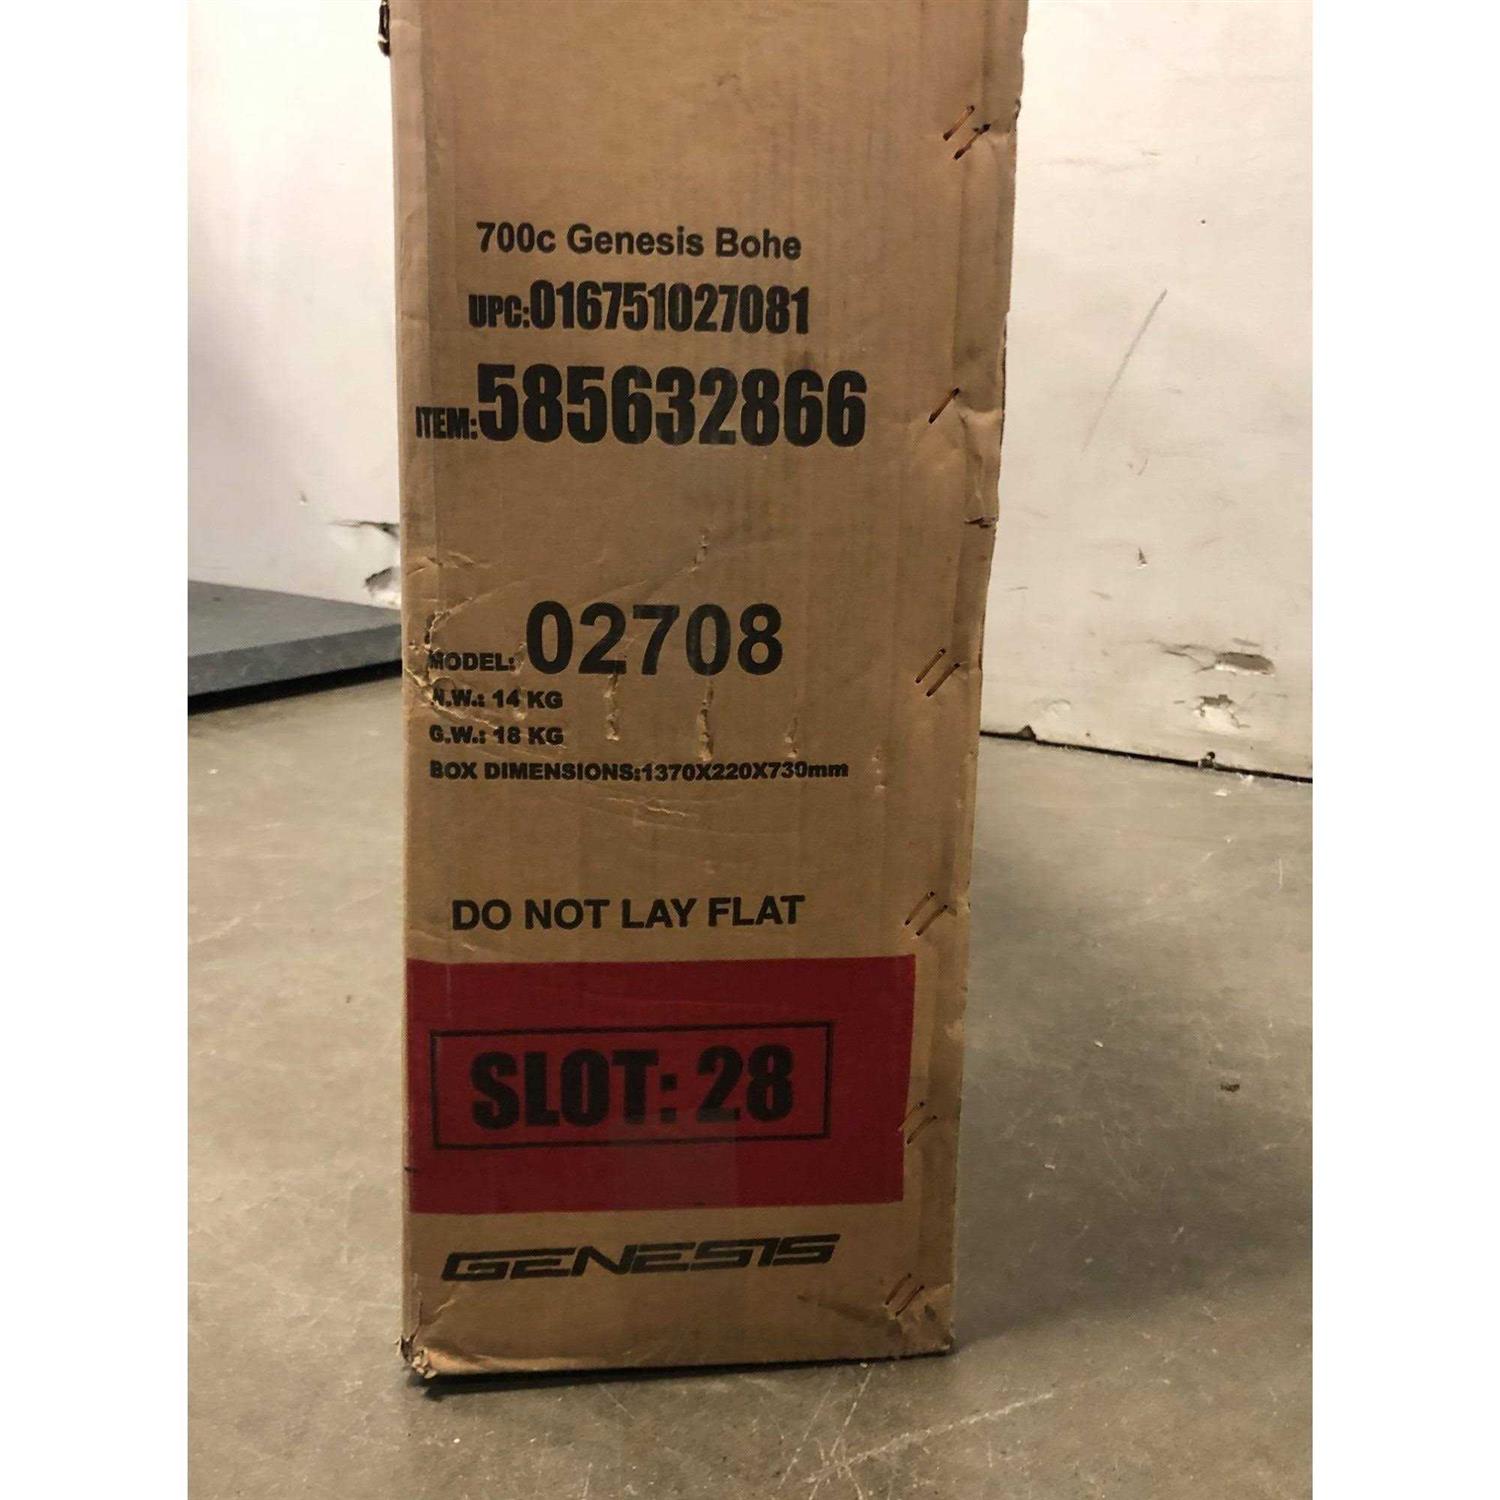 700c Genesis Bohe
UPC:016751027081
ITEM:585632866
MODEL: 02708
N.W.: 14 KG
G.W.: 18 KG
BOX DIMENSIONS:1370X220X730mm
DO NOT LAY FLAT
SLOT: 28
GENESIS